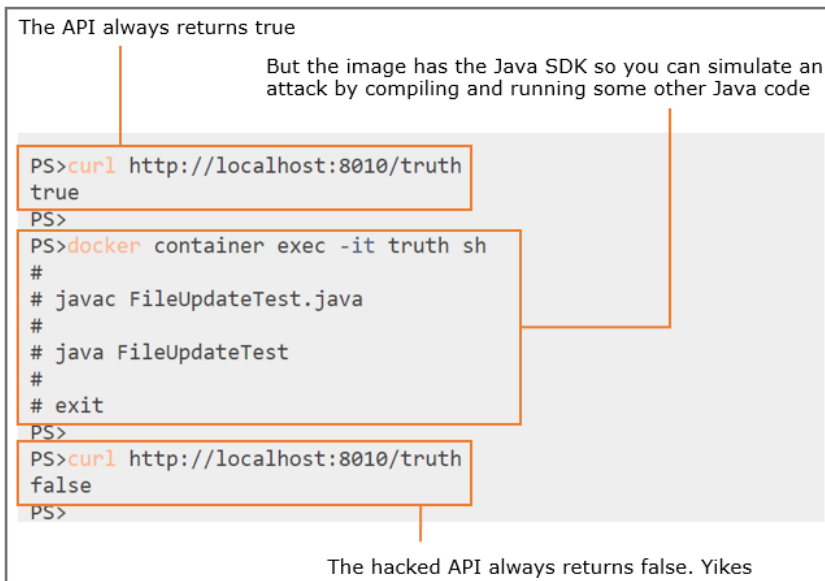 The API always returns true
But the image has the Java SDK so you can simulate an
attack by compiling and running some other Java code
PS>curl http://localhost:8010/truth
true
PS>
PS>docker container exec -it truth sh
#
# javac FileUpdateTest.java
#
# java FileUpdateTest
#
# exit
PS>
PS>curl http://localhost:8010/truth
false
PS>
The hacked API always returns false. Yikes